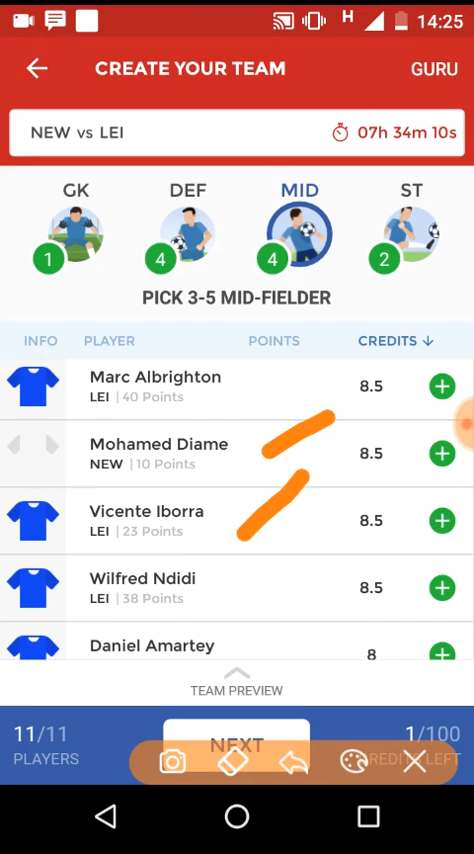 H 14:25
CREATE YOUR TEAM GURU
NEW vs LEI 07h 34m 10s
GK DEF MID ST
1 4 4 2
PICK 3-5 MID-FIELDER
INFO PLAYER POINTS CREDITS ↓
Marc Albrighton
LEI | 40 Points 8.5
Mohamed Diame
NEW | 10 Points 8.5
Vicente Iborra
LEI | 23 Points 8.5
Wilfred Ndidi
LEI | 38 Points 8.5
Daniel Amartey 8
TEAM PREVIEW
11/11 NEXT 1/100
PLAYERS CREDITS LEFT